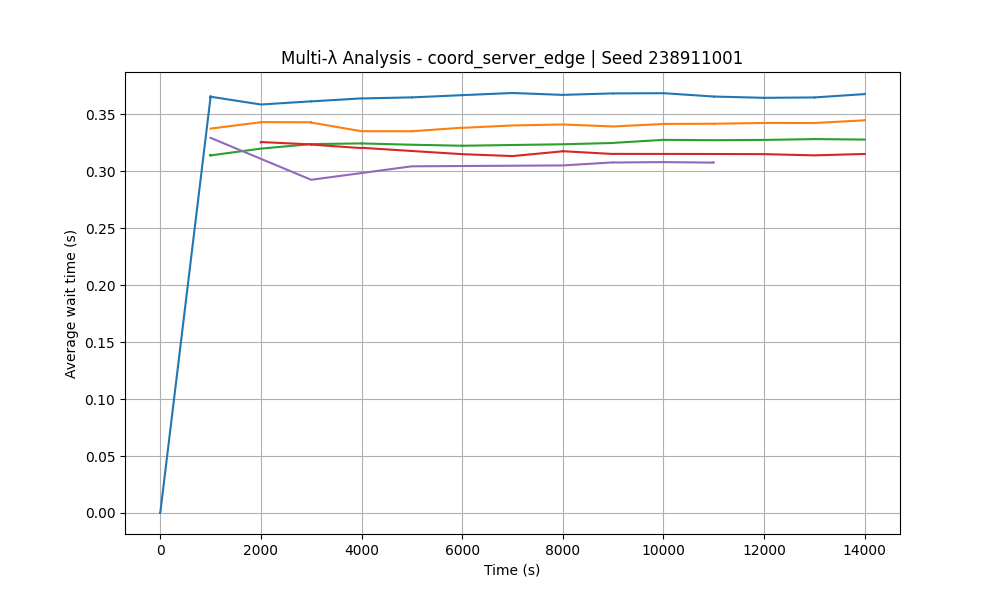 Multi-λ Analysis - coord_server_edge | Seed 238911001
Average wait time (s)
0.35
0.30
0.25
0.20
0.15
0.10
0.05
0.00
0 2000 4000 6000 8000 10000 12000 14000
Time (s)